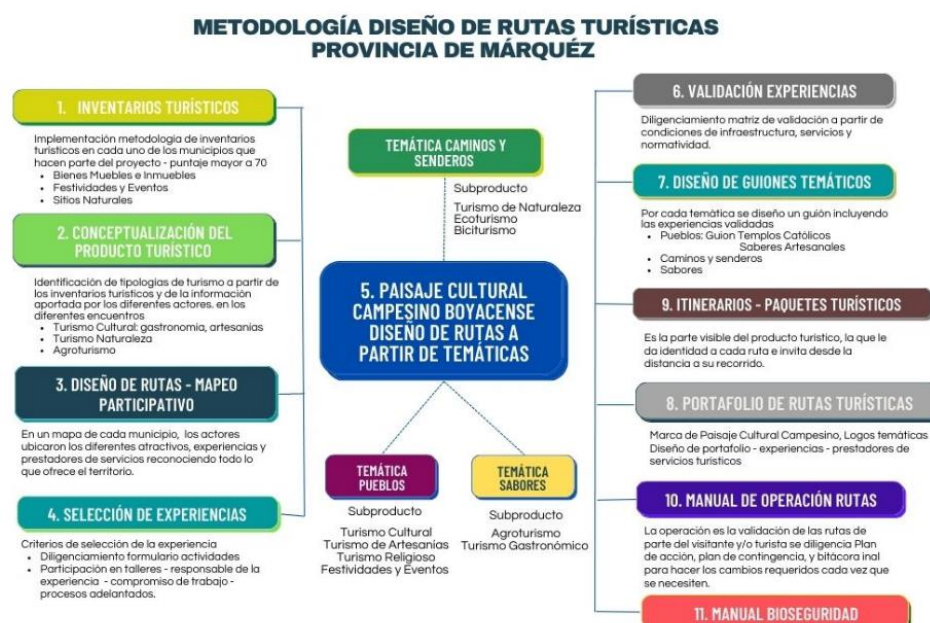 METODOLOGÍA DISEÑO DE RUTAS TURÍSTICAS
PROVINCIA DE MÁRQUÉZ
1. INVENTARIOS TURÍSTICOS
Implementación metodologia de inventarios
turísticos en cada uno de los municipios que
hacen parte del proyecto - puntaje mayor a 70
• Bienes Muebles e Inmuebles
• Festividades y Eventos
• Sitios Naturales
2. CONCEPTUALIZACIÓN DEL
PRODUCTO TURÍSTICO
Identificación de tipologías de turismo a partir de
los inventarios turísticos y de la información
aportada por los diferentes actores. en los
diferentes encuentros
• Turismo Cultural: gastronomía, artesanías
• Turismo Naturaleza
• Agroturismo
3. DISEÑO DE RUTAS - MAPEO
PARTICIPATIVO
En un mapa de cada municipio, los actores
ubicaron los diferentes atractivos, experiencias y
prestadores de servicios reconociendo todo lo
que ofrece el territorio.
4. SELECCIÓN DE EXPERIENCIAS
Criterios de selección de la experiencia
• Diligenciamiento formulario actividades
• Participación en talleres - responsable de la
experiencia - compromiso de trabajo -
procesos adelantados.
TEMÁTICA CAMINOS Y
SENDEROS
Subproducto
Turismo de Naturaleza
Ecoturismo
Biciturismo
5. PAISAJE CULTURAL
CAMPESINO BOYACENSE
DISEÑO DE RUTAS A
PARTIR DE TEMÁTICAS
TEMÁTICA
PUEBLOS
Subproducto
Turismo Cultural
Turismo de Artesanías
Turismo Religioso
Festividades y Eventos
TEMÁTICA
SABORES
Subproducto
Agroturismo
Turismo Gastronómico
6. VALIDACIÓN EXPERIENCIAS
Diligenciamiento matriz de validación a partir de
condiciones de infraestructura, servicios y
normatividad.
7. DISEÑO DE GUIONES TEMÁTICOS
Por cada temática se diseño un guión incluyendo
las experiencias validadas
• Pueblos: Guion Templos Católicos
Saberes Artesanales
• Caminos y senderos
• Sabores
9. ITINERARIOS - PAQUETES TURÍSTICOS
Es la parte visible del producto turístico, la que le
da identidad a cada ruta e invita desde la
distancia a su recorrido.
8. PORTAFOLIO DE RUTAS TURÍSTICAS
Marca de Paisaje Cultural Campesino, Logos temáticas
Diseño de portafolio - experiencias - prestadores de
servicios turísticos
10. MANUAL DE OPERACIÓN RUTAS
La operación es la validación de las rutas de
parte del visitante y/o turista se diligencia Plan
de acción, plan de contingencia, y bitácora inal
para hacer los cambios requeridos cada vez que
se necesiten.
11. MANUAL BIOSEGURIDAD